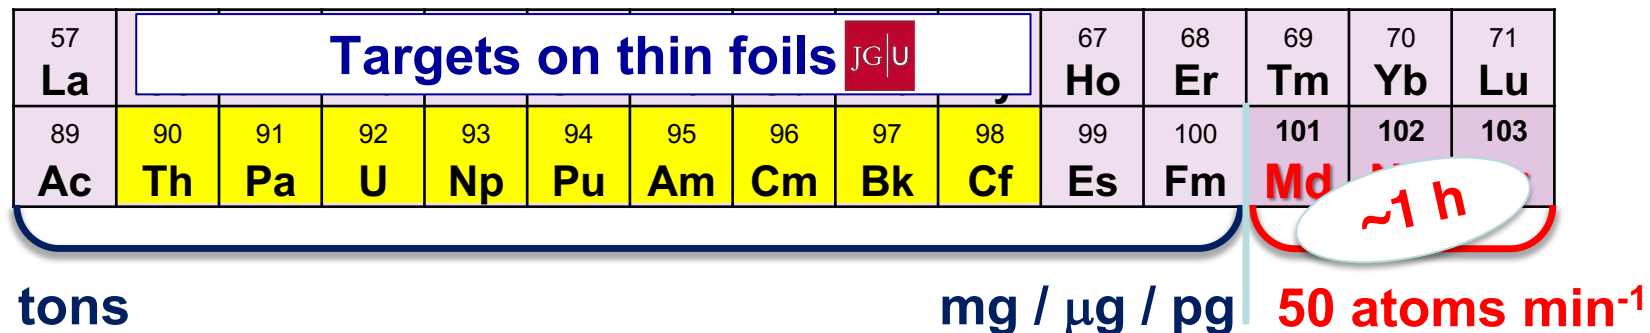 57 Targets on thin foils JG|U 67 68 69 70 71
La Ho Er Tm Yb Lu
89 90 91 92 93 94 95 96 97 98 99 100 101 102 103
Ac Th Pa U Np Pu Am Cm Bk Cf Es Fm Md
~1 h
tons mg / μg / pg 50 atoms min-1